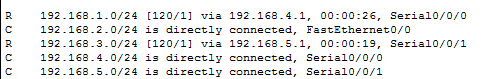 R 192.168.1.0/24 [120/1] via 192.168.4.1, 00:00:26, Serial0/0/0
C 192.168.2.0/24 is directly connected, FastEthernet0/0
R 192.168.3.0/24 [120/1] via 192.168.5.1, 00:00:19, Serial0/0/1
C 192.168.4.0/24 is directly connected, Serial0/0/0
C 192.168.5.0/24 is directly connected, Serial0/0/1